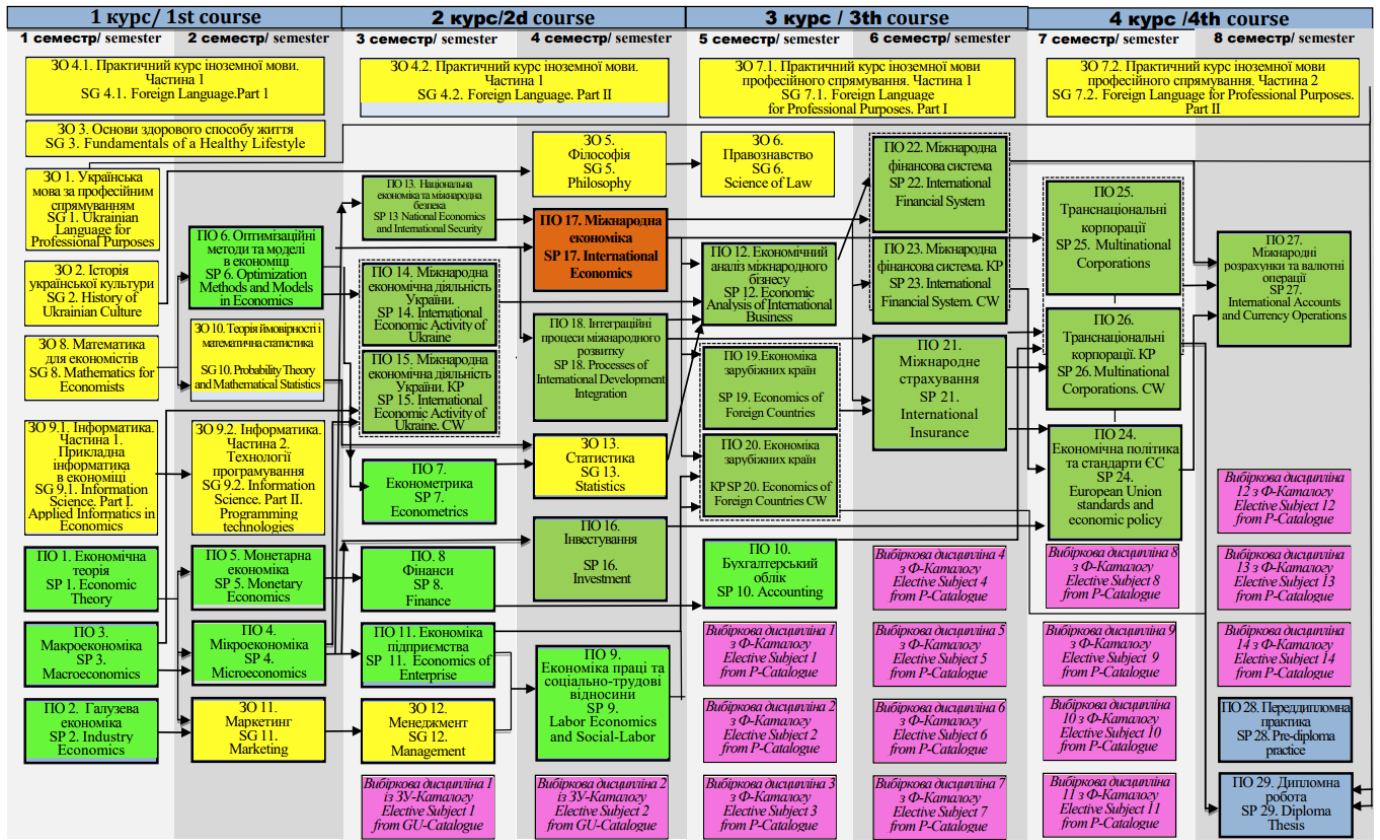 1 курс/ 1st course
2 курс/2d course
3 курс / 3th course
4 курс /4th course
1 семестр/ semester
2 семестр/ semester
3 семестр/ semester
4 семестр/ semester
5 семестр/ semester
6 семестр/ semester
7 семестр/ semester
8 семестр/ semester
ЗО 4.1. Практичний курс іноземної мови.
Частина 1
SG 4.1. Foreign Language.Part 1
ЗО 3. Основи здорового способу життя
SG 3. Fundamentals of a Healthy Lifestyle
ЗО 4.2. Практичний курс іноземної мови.
Частина 1
SG 4.2. Foreign Language. Part II
ЗО 7.1. Практичний курс іноземної мови
професійного спрямування. Частина 1
SG 7.1. Foreign Language
for Professional Purposes. Part I
ЗО 7.2. Практичний курс іноземної мови
професійного спрямування. Частина 2
SG 7.2. Foreign Language for Professional Purposes.
Part II
ЗО 1. Українська
мова за професійним
спрямуванням
SG 1. Ukrainian
Language for
Professional Purposes
ЗО 2. Історія
української культури
SG 2. History of
Ukrainian Culture
ЗО 8. Математика
для економістів
SG 8. Mathematics for
Economists
ЗО 9.1. Інформатика.
Частина 1.
Прикладна
інформатика
в економіці
SG 9.1. Information
Science. Part I.
Applied Informatics in
Economics
ПО 1. Економічна
теорія
SP 1. Economic
Theory
ПО 3.
Макроекономіка
SP 3.
Macroeconomics
ПО 2. Галузева
економіка
SP 2. Industry
Economics
ПО 6. Оптимізаційні
методи та моделі
в економіці
SP 6. Optimization
Methods and Models
in Economics
ЗО 10. Теорія ймовірності і
математична статистика
SG 10. Probability Theory
and Mathematical Statistics
ЗО 9.2. Інформатика.
Частина 2.
Технології
програмування
SG 9.2. Information
Science. Part II.
Programming
technologies
ПО 5. Монетарна
економіка
SP 5. Monetary
Economics
ПО 4.
Мікроекономіка
SP 4.
Microeconomics
ЗО 11.
Маркетинг
SG 11.
Marketing
ПО 13. Національна
економіка та міжнародна
безпека
SP 13 National Economics
and International Security
ПО 14. Міжнародна
економічна діяльність
України.
SP 14. International
Economic Activity of
Ukraine
ПО 15. Міжнародна
економічна діяльність
України. КР
SP 15. International
Economic Activity of
Ukraine. CW
ПО 7.
Економетрика
SP 7.
Econometrics
ПО. 8
Фінанси
SP 8.
Finance
ПО 11. Економіка
підприємства
SP 11. Economics of
Enterprise
ЗО 12.
Менеджмент
SG 12.
Management
Вибіркова дисципліна 1
із ЗУ-Каталогу
Elective Subject 1
from GU-Catalogue
ЗО 5.
Філософія
SG 5.
Philosophy
ПО 17. Міжнародна
економіка
SP 17. International
Economics
ПО 18. Інтеграційні
процеси міжнародного
розвитку
SP 18. Processes of
International Development
Integration
ЗО 13.
Статистика
SG 13.
Statistics
ПО 16.
Інвестування
SP 16.
Investment
ПО 9.
Економіка праці та
соціально-трудові
відносини
SP 9.
Labor Economics
and Social-Labor
Вибіркова дисципліна 2
із ЗУ-Каталогу
Elective Subject 2
from GU-Catalogue
ЗО 6.
Правознавство
SG 6.
Science of Law
ПО 12. Економічний
аналіз міжнародного
бізнесу
SP 12. Economic
Analysis of International
Business
ПО 19.Економіка
зарубіжних країн
SP 19. Economics of
Foreign Countries
ПО 20. Економіка
зарубіжних країн
КР SP 20. Economics of
Foreign Countries CW
ПО 10.
Бухгалтерський
облік
SP 10. Accounting
Вибіркова дисципліна 1
з Ф-Каталогу
Elective Subject 1
from P-Catalogue
Вибіркова дисципліна 2
з Ф-Каталогу
Elective Subject 2
from P-Catalogue
Вибіркова дисципліна 3
з Ф-Каталогу
Elective Subject 3
from P-Catalogue
ПО 22. Міжнародна
фінансова система
SP 22. International
Financial System
ПО 23. Міжнародна
фінансова система. КР
SP 23. International
Financial System. CW
ПО 21.
Міжнародне
страхування
SP 21.
International
Insurance
Вибіркова дисципліна 4
з Ф-Каталогу
Elective Subject 4
from P-Catalogue
Вибіркова дисципліна 5
з Ф-Каталогу
Elective Subject 5
from P-Catalogue
Вибіркова дисципліна 6
з Ф-Каталогу
Elective Subject 6
from P-Catalogue
Вибіркова дисципліна 7
з Ф-Каталогу
Elective Subject 7
from P-Catalogue
ПО 25.
Транснаціональні
корпорації
SP 25. Multinational
Corporations
ПО 26.
Транснаціональні
корпорації. КР
SP 26. Multinational
Corporations. CW
ПО 24.
Економічна політика
та стандарти ЄС
SP 24.
European Union
standards and
economic policy
Вибіркова дисципліна 8
з Ф-Каталогу
Elective Subject 8
from P-Catalogue
Вибіркова дисципліна 9
з Ф-Каталогу
Elective Subject 9
from P-Catalogue
Вибіркова дисципліна
10 з Ф-Каталогу
Elective Subject 10
from P-Catalogue
Вибіркова дисципліна
11 з Ф-Каталогу
Elective Subject 11
from P-Catalogue
ПО 27.
Міжнародні
розрахунки та валютні
операції
SP 27.
International Accounts
and Currency Operations
Вибіркова дисципліна
12 з Ф-Каталогу
Elective Subject 12
from P-Catalogue
Вибіркова дисципліна
13 з Ф-Каталогу
Elective Subject 13
from P-Catalogue
Вибіркова дисципліна
14 з Ф-Каталогу
Elective Subject 14
from P-Catalogue
ПО 28. Переддипломна
практика
SP 28. Pre-diploma
practice
ПО 29. Дипломна
робота
SP 29. Diploma
Thesis